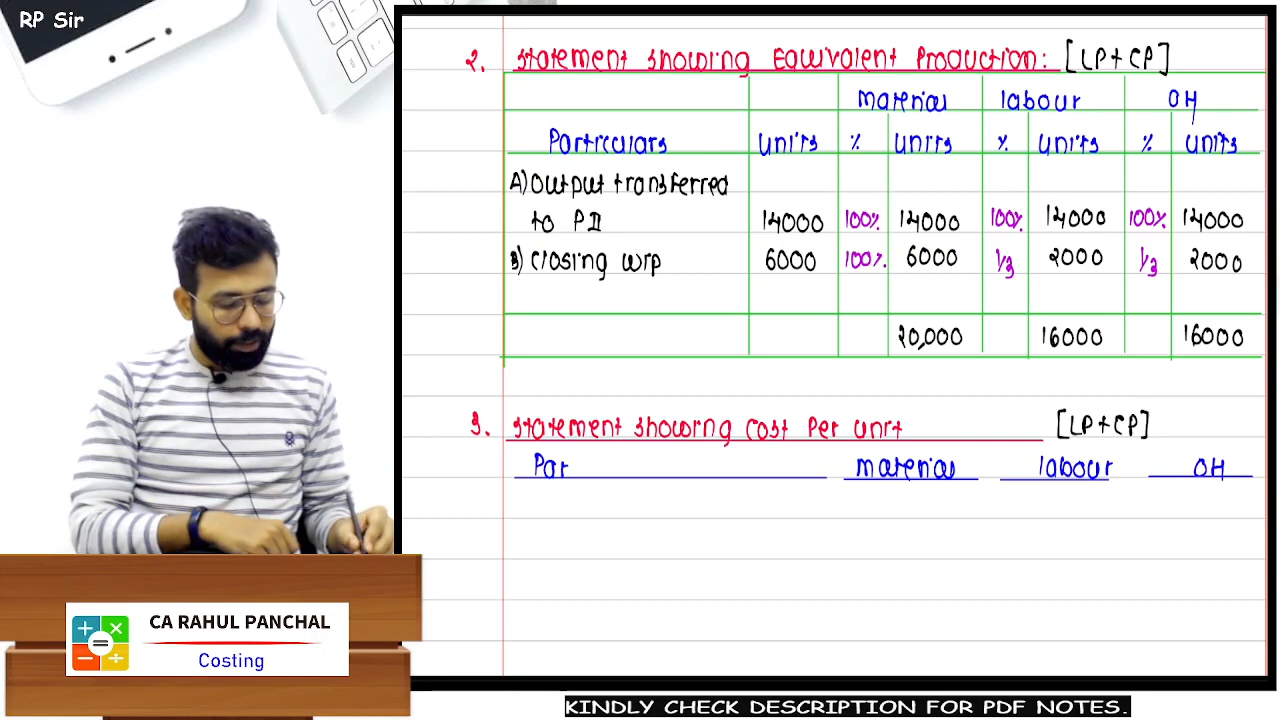 RP Sir
2. Statement Showing Equivalent Production: [LP+CP]
Material Labour OH
Particulars Units % Units % Units % Units
A) Output transferred
to P II 14000 100% 14000 100% 14000 100% 14000
B) Closing WIP 6000 100% 6000 1/3 2000 1/3 2000
20,000 16000 16000
3. Statement Showing Cost Per Unit [LP+CP]
Par Material Labour OH
CA RAHUL PANCHAL
Costing
KINDLY CHECK DESCRIPTION FOR PDF NOTES.